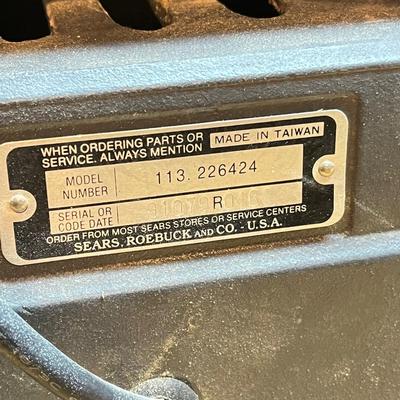 WHEN ORDERING PARTS OR
SERVICE. ALWAYS MENTION
MADE IN TAIWAN
MODEL
NUMBER
113.226424
SERIAL OR
CODE DATE
R
ORDER FROM MOST SEARS STORES OR SERVICE CENTERS
SEARS, ROEBUCK AND CO. - U.S.A.